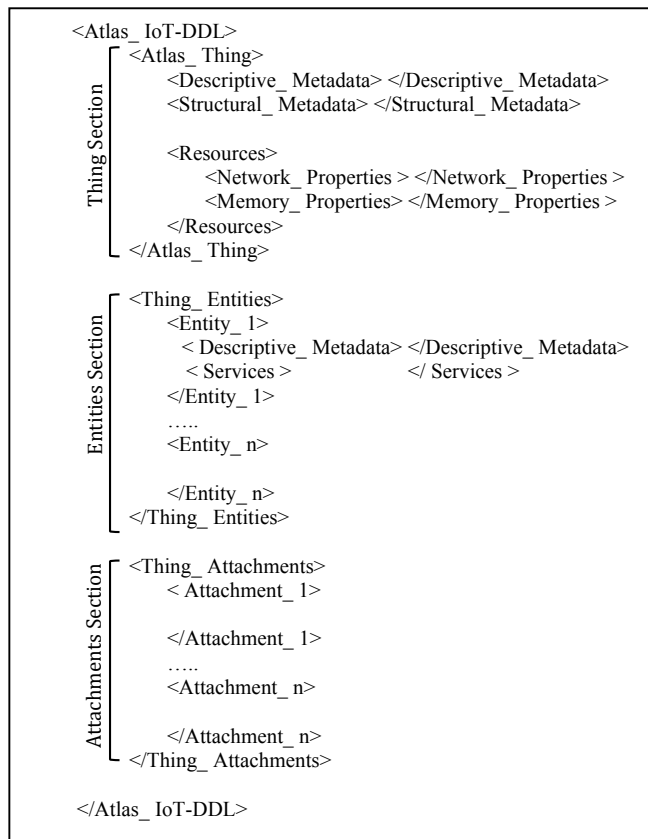 <Atlas_ IoT-DDL>
Thing Section
<Atlas_ Thing>
<Descriptive_ Metadata> </Descriptive_ Metadata>
<Structural_ Metadata> </Structural_ Metadata>
<Resources>
<Network_ Properties > </Network_ Properties >
<Memory_ Properties> </Memory_ Properties >
</Resources>
</Atlas_ Thing>
Entities Section
<Thing_ Entities>
<Entity_ 1>
< Descriptive_ Metadata> </Descriptive_ Metadata>
< Services > </ Services >
</Entity_ 1>
…..
<Entity_ n>
</Entity_ n>
</Thing_ Entities>
Attachments Section
<Thing_ Attachments>
< Attachment_ 1>
</Attachment_ 1>
…..
<Attachment_ n>
</Attachment_ n>
</Thing_ Attachments>
</Atlas_ IoT-DDL>